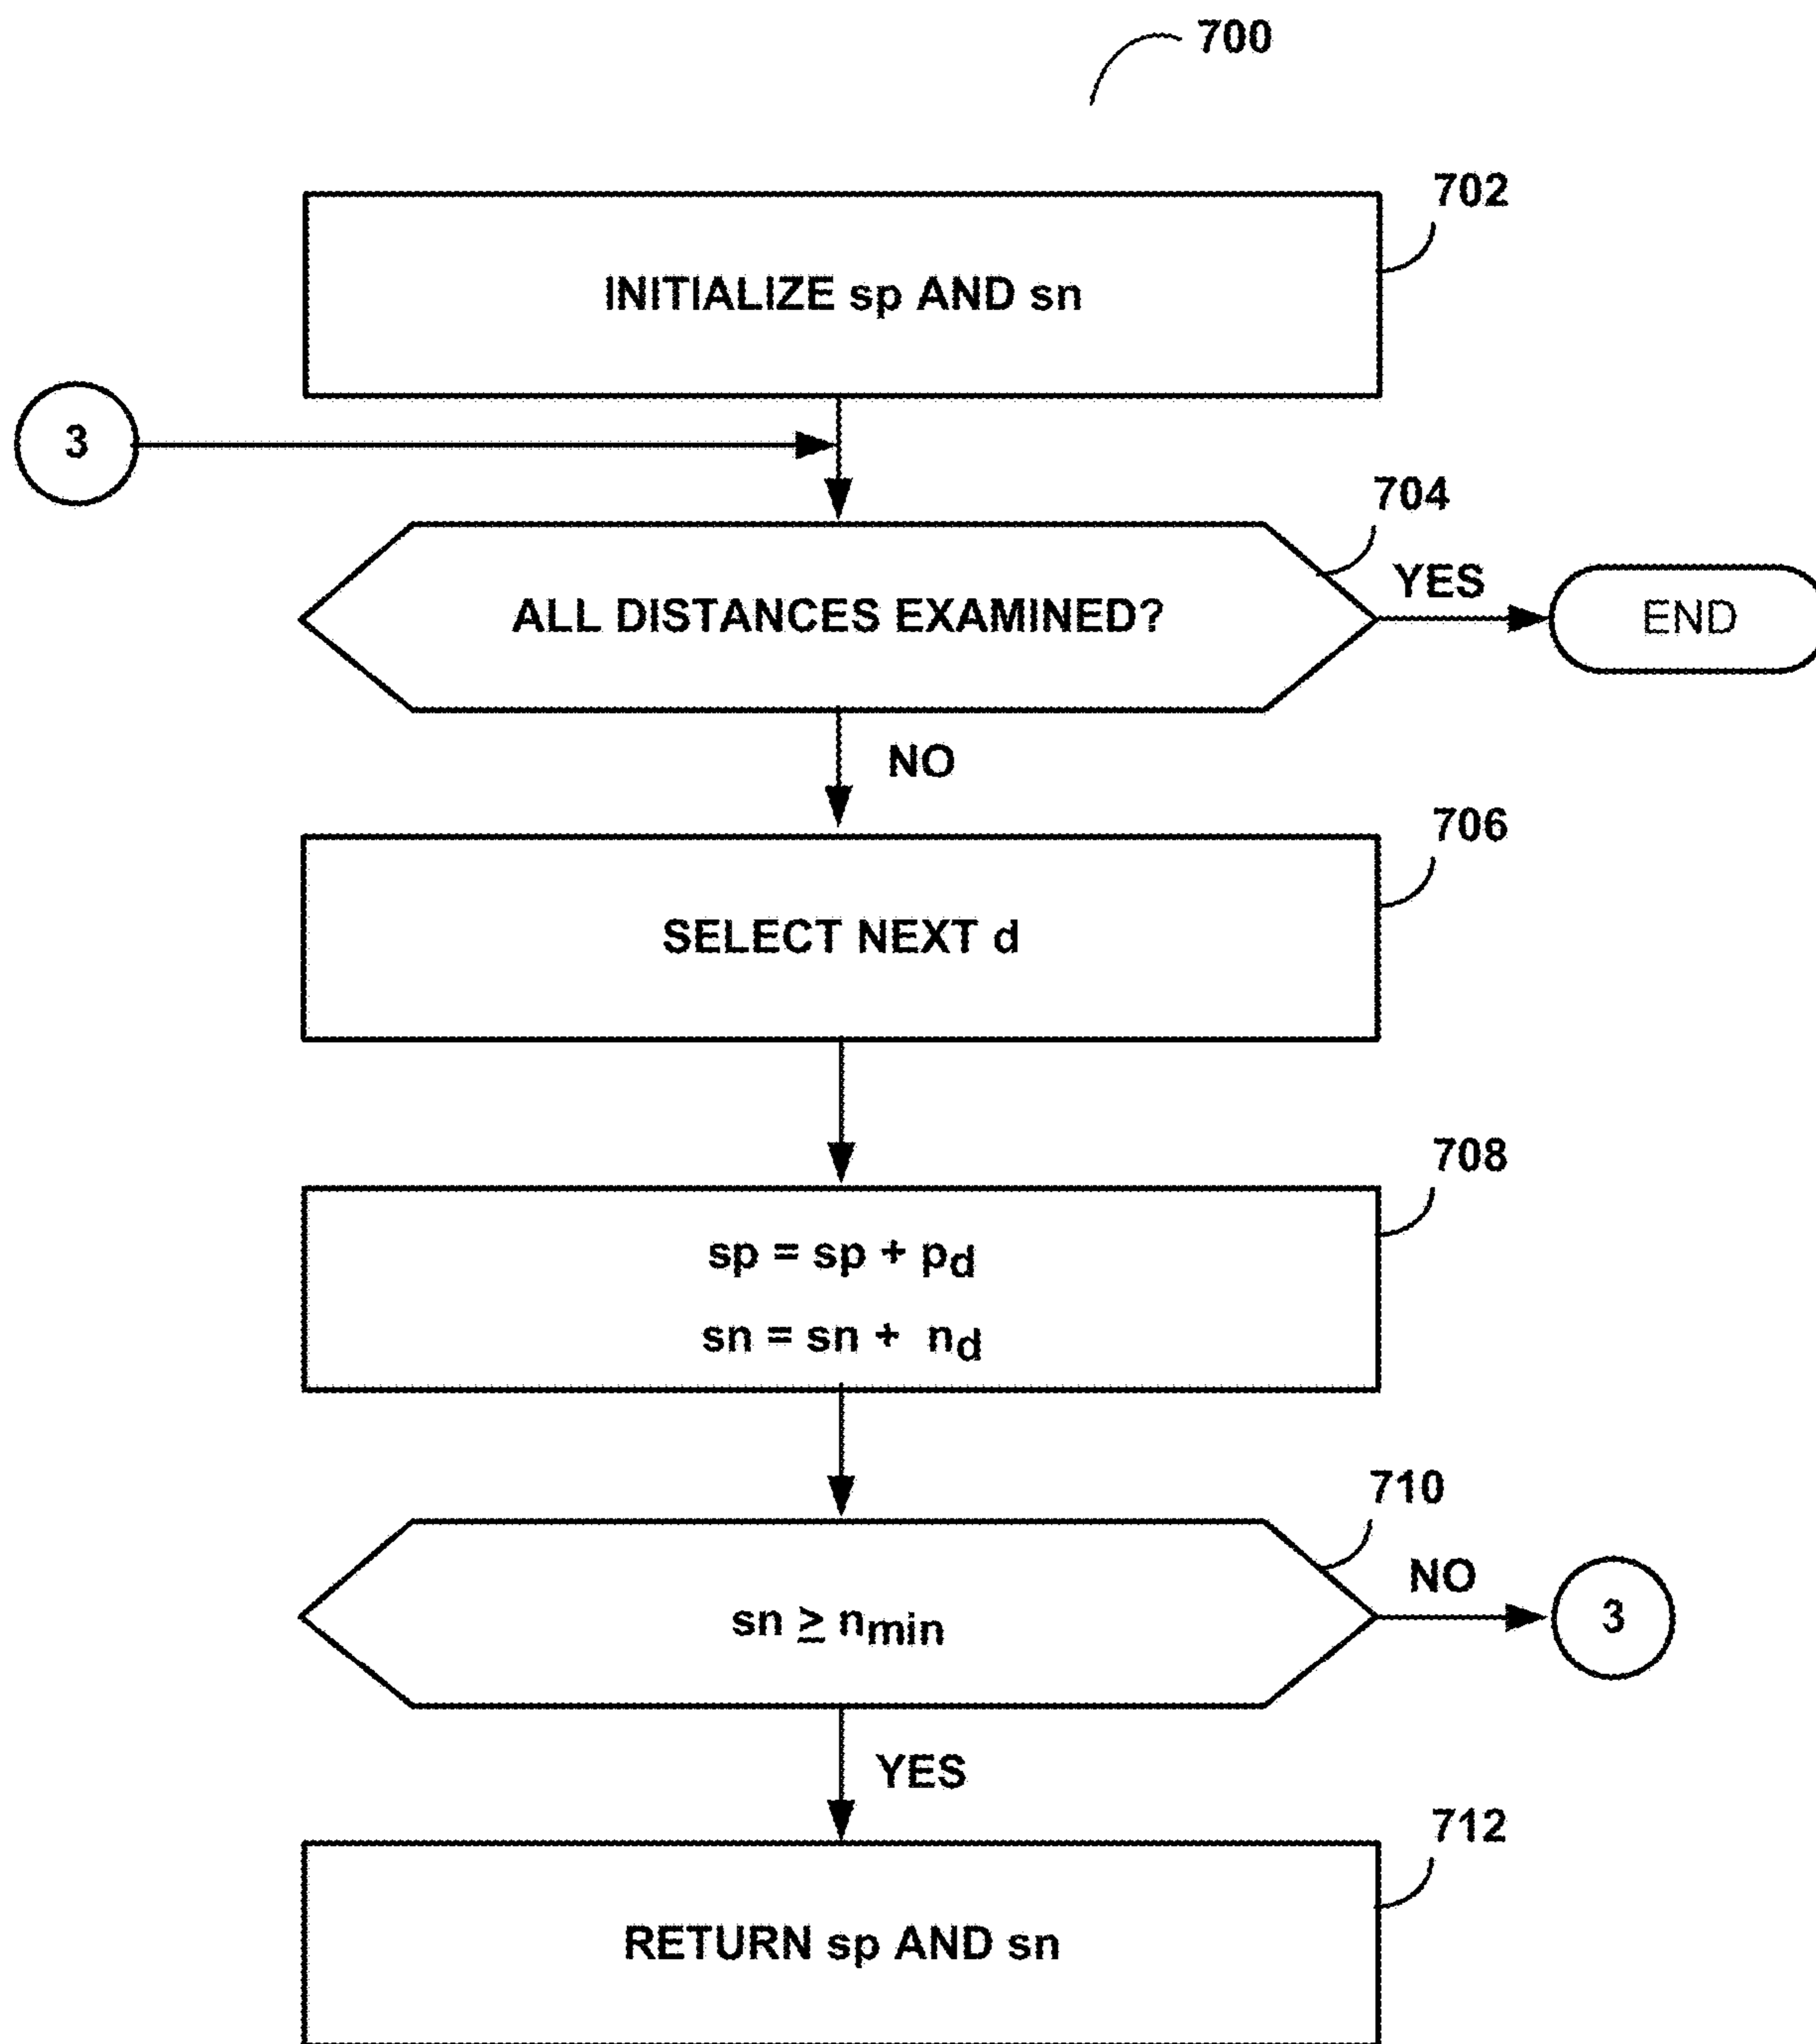 700
702
INITIALIZE sp AND sn
3
704
ALL DISTANCES EXAMINED?
YES
END
NO
706
SELECT NEXT d
708
sp = sp + pd
sn = sn + nd
710
sn ≥ nmin
NO
3
YES
712
RETURN sp AND sn